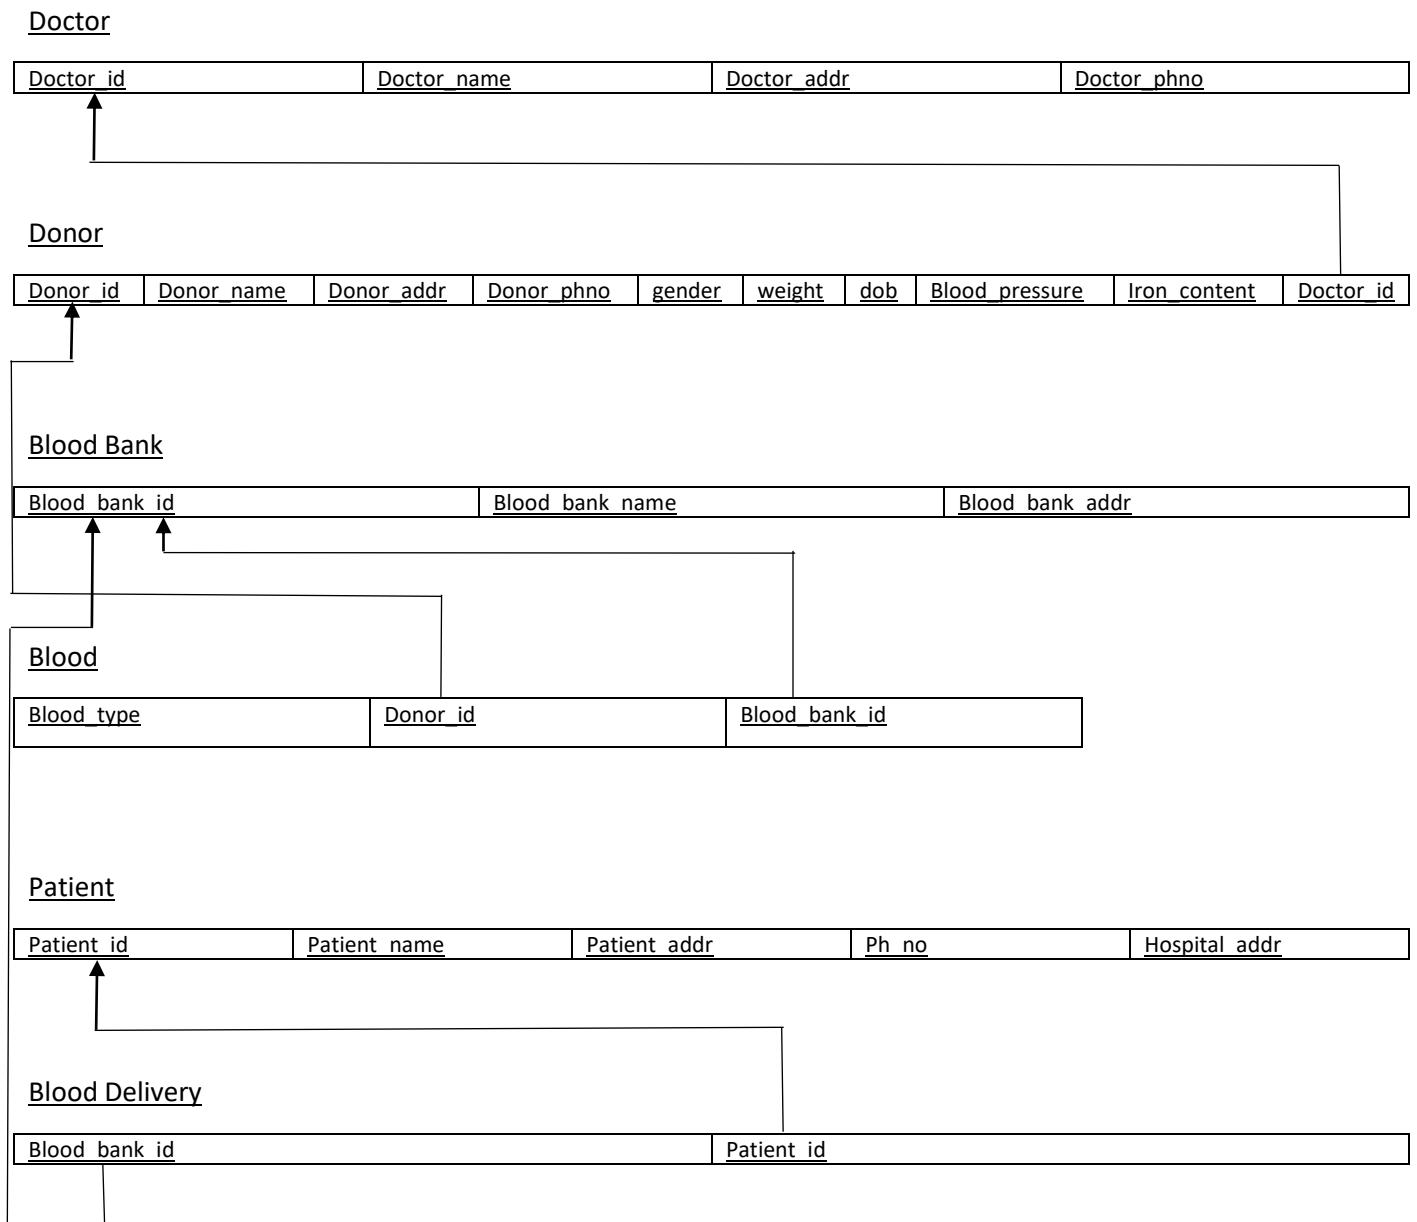 Doctor
Doctor_id Doctor_name Doctor_addr Doctor_phno
Donor
Donor_id Donor_name Donor_addr Donor_phno gender weight dob Blood_pressure Iron_content Doctor_id
Blood Bank
Blood_bank_id Blood_bank_name Blood_bank_addr
Blood
Blood_type Donor_id Blood_bank_id
Patient
Patient_id Patient_name Patient_addr Ph_no Hospital_addr
Blood Delivery
Blood_bank_id Patient_id